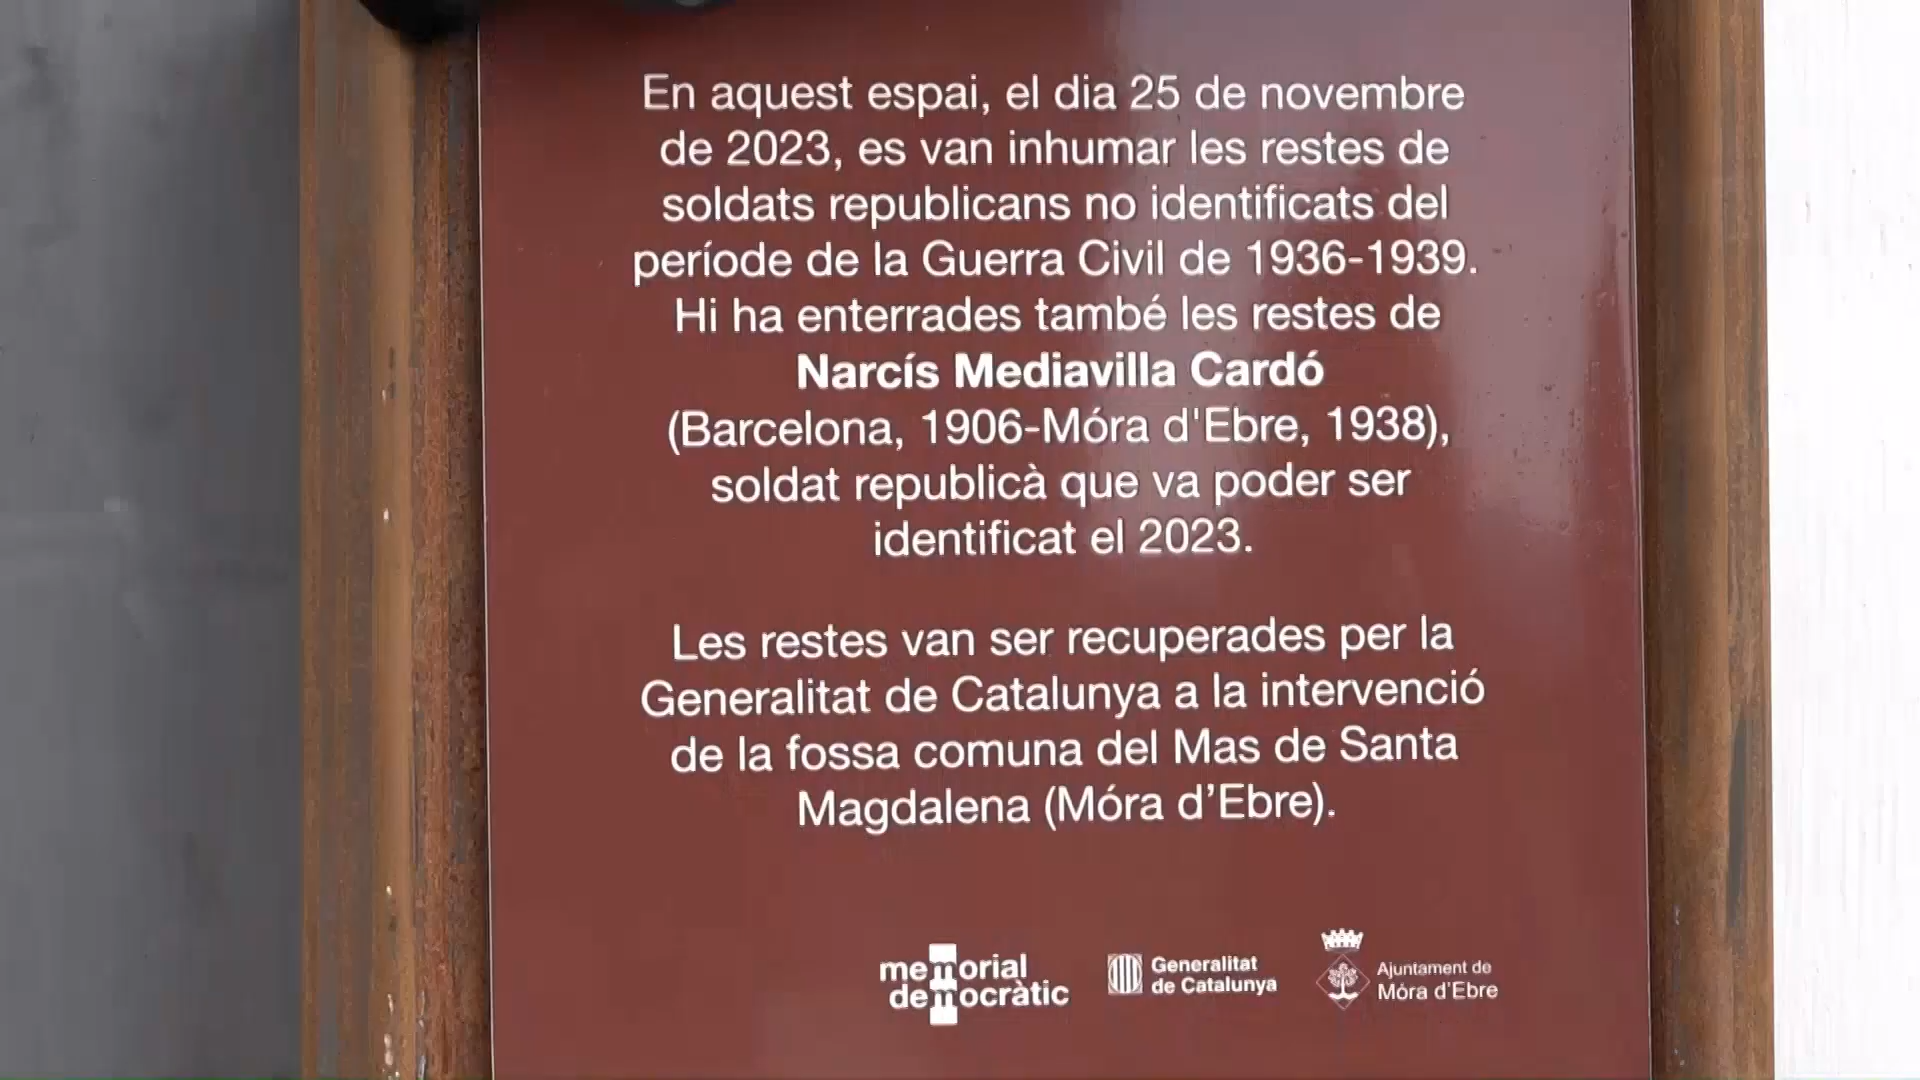 En aquest espai, el dia 25 de novembre
de 2023, es van inhumar les restes de
soldats republicans no identificats del
període de la Guerra Civil de 1936-1939.
Hi ha enterrades també les restes de
Narcís Mediavilla Cardó
(Barcelona, 1906-Móra d'Ebre, 1938),
soldat republicà que va poder ser
identificat el 2023.
Les restes van ser recuperades per la
Generalitat de Catalunya a la intervenció
de la fossa comuna del Mas de Santa
Magdalena (Móra d’Ebre).
memorial
democràtic
Generalitat
de Catalunya
Ajuntament de
Móra d’Ebre